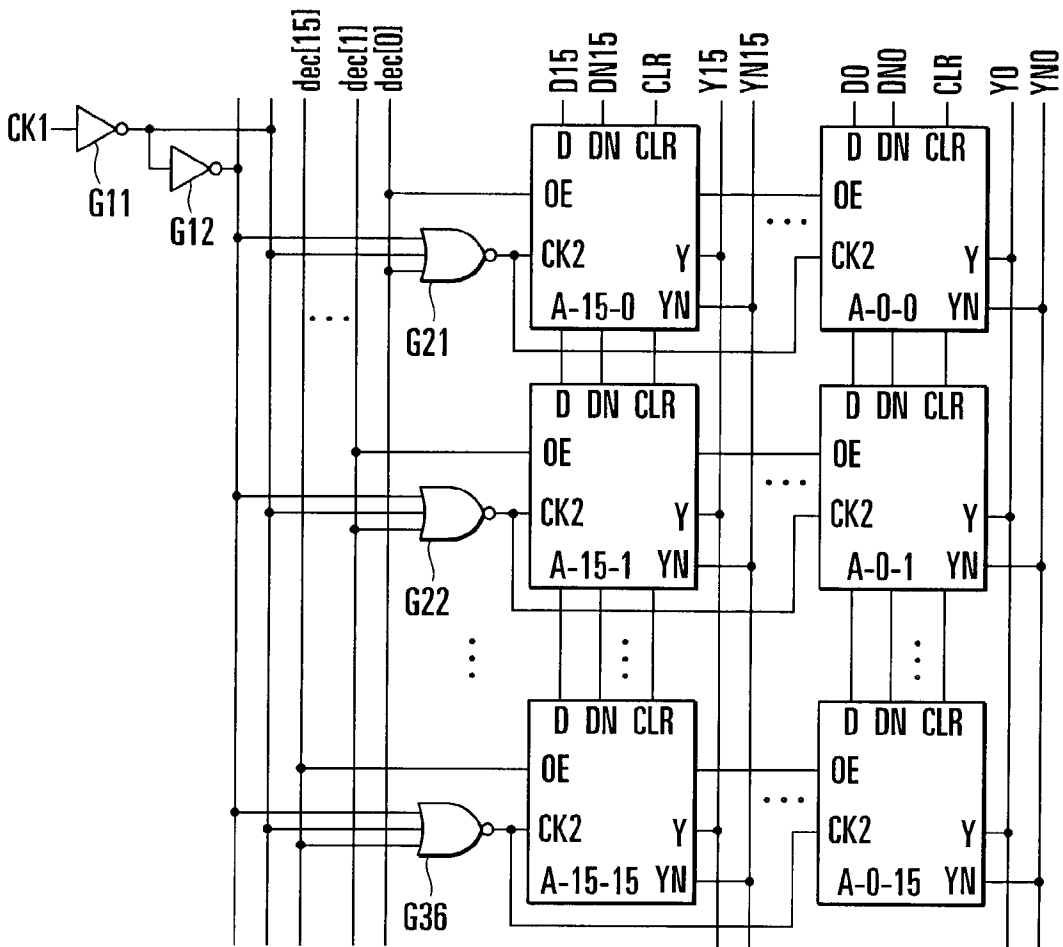 dec[15] dec[1] dec[0] D15 DN15 CLR Y15 YN15 D0 DN0 CLR Y0 YN0
CK1
G11
G12
D DN CLR D DN CLR
OE OE
...
CK2 Y CK2 Y
A-15-0 YN A-0-0 YN
...
G21
D DN CLR D DN CLR
OE OE
...
CK2 Y CK2 Y
A-15-1 YN A-0-1 YN
G22
D DN CLR D DN CLR
OE OE
...
CK2 Y CK2 Y
A-15-15 YN A-0-15 YN
G36